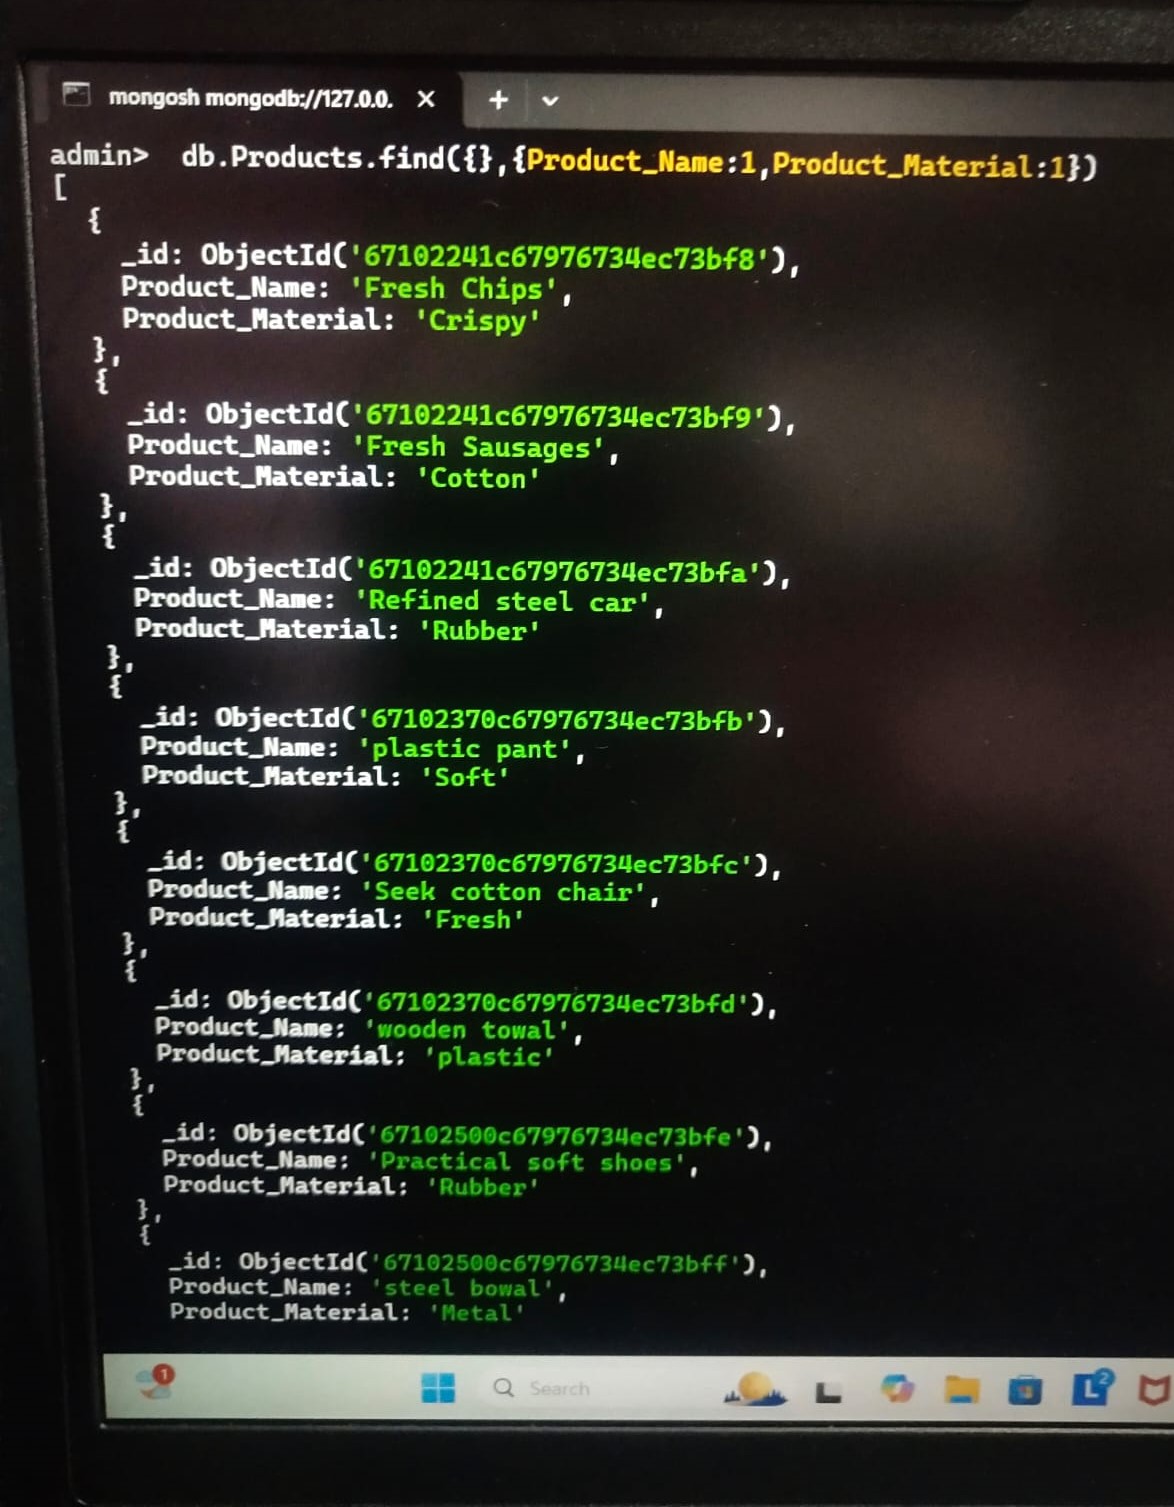 mongosh mongodb://127.0.0.
admin> db.Products.find({},{Product_Name:1,Product_Material:1})
[
{
_id: ObjectId('67102241c67976734ec73bf8'),
Product_Name: 'Fresh Chips',
Product_Material: 'Crispy'
},
{
_id: ObjectId('67102241c67976734ec73bf9'),
Product_Name: 'Fresh Sausages',
Product_Material: 'Cotton'
},
{
_id: ObjectId('67102241c67976734ec73bfa'),
Product_Name: 'Refined steel car',
Product_Material: 'Rubber'
},
{
_id: ObjectId('67102370c67976734ec73bfb'),
Product_Name: 'plastic pant',
Product_Material: 'Soft'
},
{
_id: ObjectId('67102370c67976734ec73bfc'),
Product_Name: 'Seek cotton chair',
Product_Material: 'Fresh'
},
{
_id: ObjectId('67102370c67976734ec73bfd'),
Product_Name: 'wooden towal',
Product_Material: 'plastic'
},
{
_id: ObjectId('67102500c67976734ec73bfe'),
Product_Name: 'Practical soft shoes',
Product_Material: 'Rubber'
},
{
_id: ObjectId('67102500c67976734ec73bff'),
Product_Name: 'steel bowal',
Product_Material: 'Metal'
1
Search
L
2